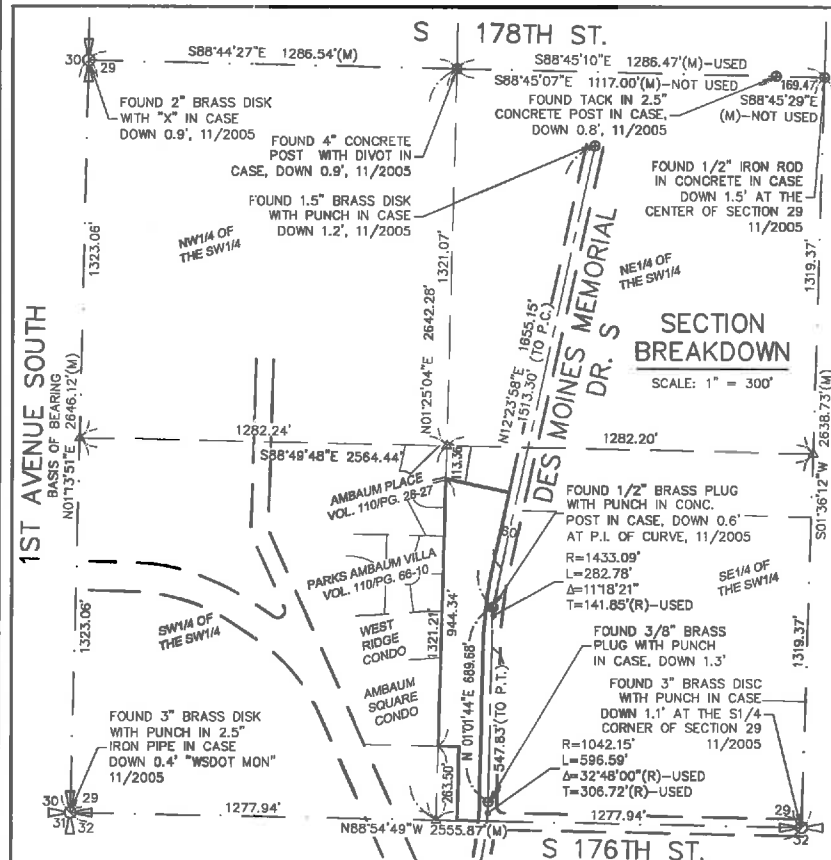 S 178TH ST.
S88°44'27"E 1286.54'(M)
S88°45'10"E 1286.47'(M)-USED
S88°45'07"E 1117.00'(M)-NOT USED
169.47'
S88°45'29"E
(M)-NOT USED
30
29
FOUND 2" BRASS DISK
WITH "X" IN CASE
DOWN 0.9', 11/2005
FOUND 4" CONCRETE
POST WITH DIVOT IN
CASE, DOWN 0.9', 11/2005
FOUND TACK IN 2.5"
CONCRETE POST IN CASE,
DOWN 0.8', 11/2005
FOUND 1.5" BRASS DISK
WITH PUNCH IN CASE
DOWN 1.2', 11/2005
FOUND 1/2" IRON ROD
IN CONCRETE IN CASE
DOWN 1.5' AT THE
CENTER OF SECTION 29
11/2005
NW1/4 OF
THE SW1/4
NE1/4 OF
THE SW1/4
1323.06'
1321.07'
1319.37'
SECTION
BREAKDOWN
SCALE: 1" = 300'
1ST AVENUE SOUTH
BASIS OF BEARING
N01°13'51"E 2646.12'(M)
N01°25'04"E 2642.28'
N12°23'58"E 1655.15'
1513.30' (TO P.C.)
DES MOINES MEMORIAL
DR. S
S01°36'12"W 2638.73'(M)
1282.24'
S88°49'48"E 2564.44'
1282.20'
113.36'
AMBAUM PLACE
VOL. 110/PG. 26-27
PARKS AMBAUM VILLA
VOL. 110/PG. 66-10
WEST
RIDGE
CONDO
AMBAUM
SQUARE
CONDO
60'
FOUND 1/2" BRASS PLUG
WITH PUNCH IN CONC.
POST IN CASE, DOWN 0.6'
AT P.I. OF CURVE, 11/2005
R=1433.09'
L=282.78'
Δ=11°18'21"
T=141.85'(R)-USED
SE1/4 OF
THE SW1/4
SW1/4 OF
THE SW1/4
1323.06'
1321.21'
944.34'
N 01°01'44"E 689.68'
547.83'(TO P.T.)
1319.37'
FOUND 3/8" BRASS
PLUG WITH PUNCH
IN CASE, DOWN 1.3'
FOUND 3" BRASS DISC
WITH PUNCH IN CASE
DOWN 1.1' AT THE S1/4
CORNER OF SECTION 29
11/2005
R=1042.15'
L=596.59'
Δ=32°48'00"(R)-USED
T=306.72'(R)-USED
FOUND 3" BRASS DISK
WITH PUNCH IN 2.5"
IRON PIPE IN CASE
DOWN 0.4' "WSDOT MON"
11/2005
263.50'
30
29
31
32
1277.94'
N88°54'49"W 2555.87'(M)
1277.94'
29
32
S 176TH ST.